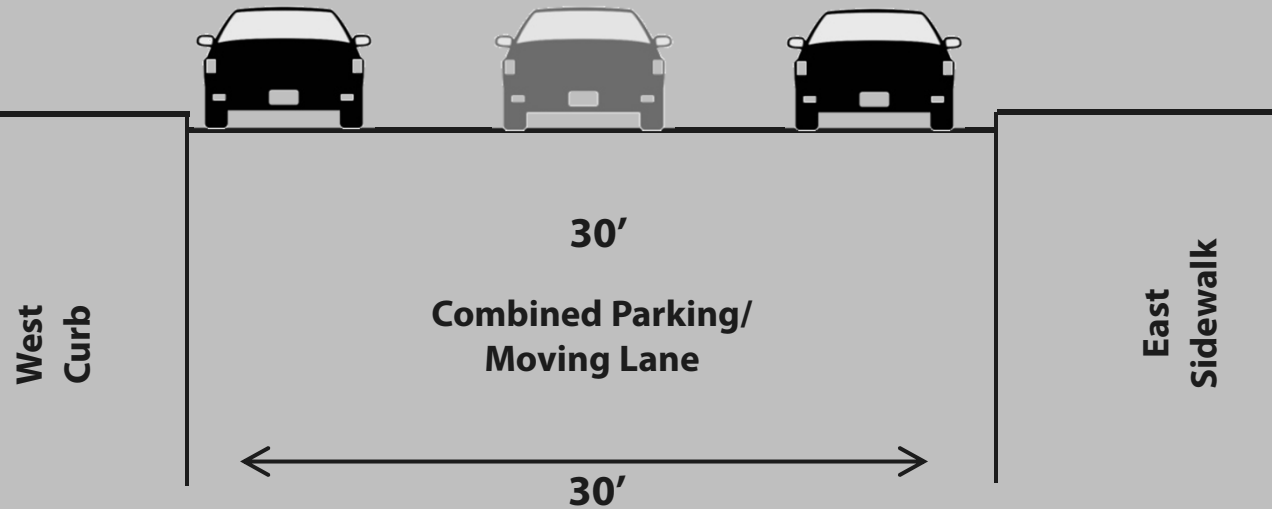 30’
Combined Parking/
Moving Lane
West
Curb
East
Sidewalk
30’